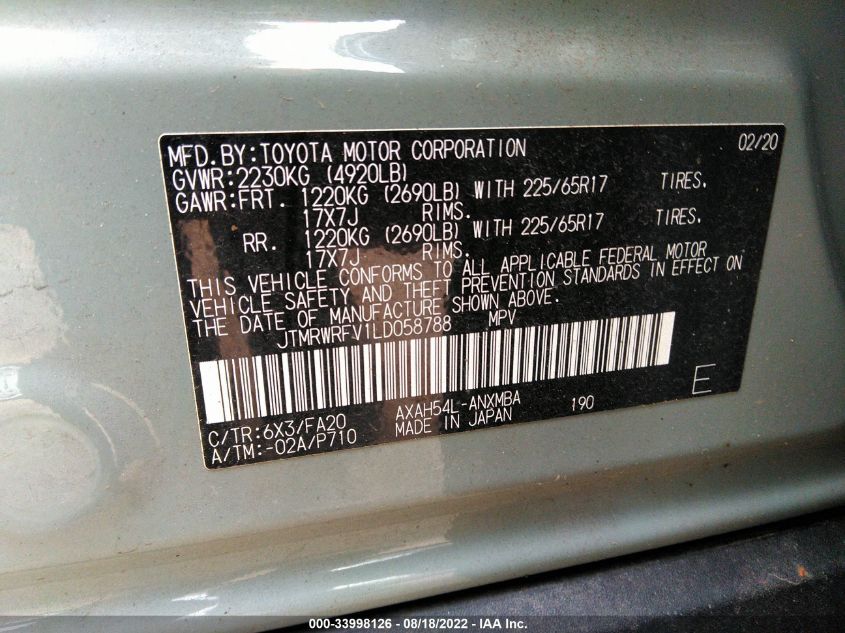 MFD.BY:TOYOTA MOTOR CORPORATION 02/20
GVWR:2230KG (4920LB)
GAWR:FRT. 1220KG (2690LB) WITH 225/65R17 TIRES.
17X7J RIMS.
RR. 1220KG (2690LB) WITH 225/65R17 TIRES.
17X7J RIMS.
THIS VEHICLE CONFORMS TO ALL APPLICABLE FEDERAL MOTOR
VEHICLE SAFETY AND THEFT PREVENTION STANDARDS IN EFFECT ON
THE DATE OF MANUFACTURE SHOWN ABOVE.
JTMRWRFV1LD058788 MPV
C/TR:6X3/FA20 AXAH54L-ANXMBA 190 E
A/TM:-02A/P710 MADE IN JAPAN
000-33998126 - 08/18/2022 - IAA Inc.